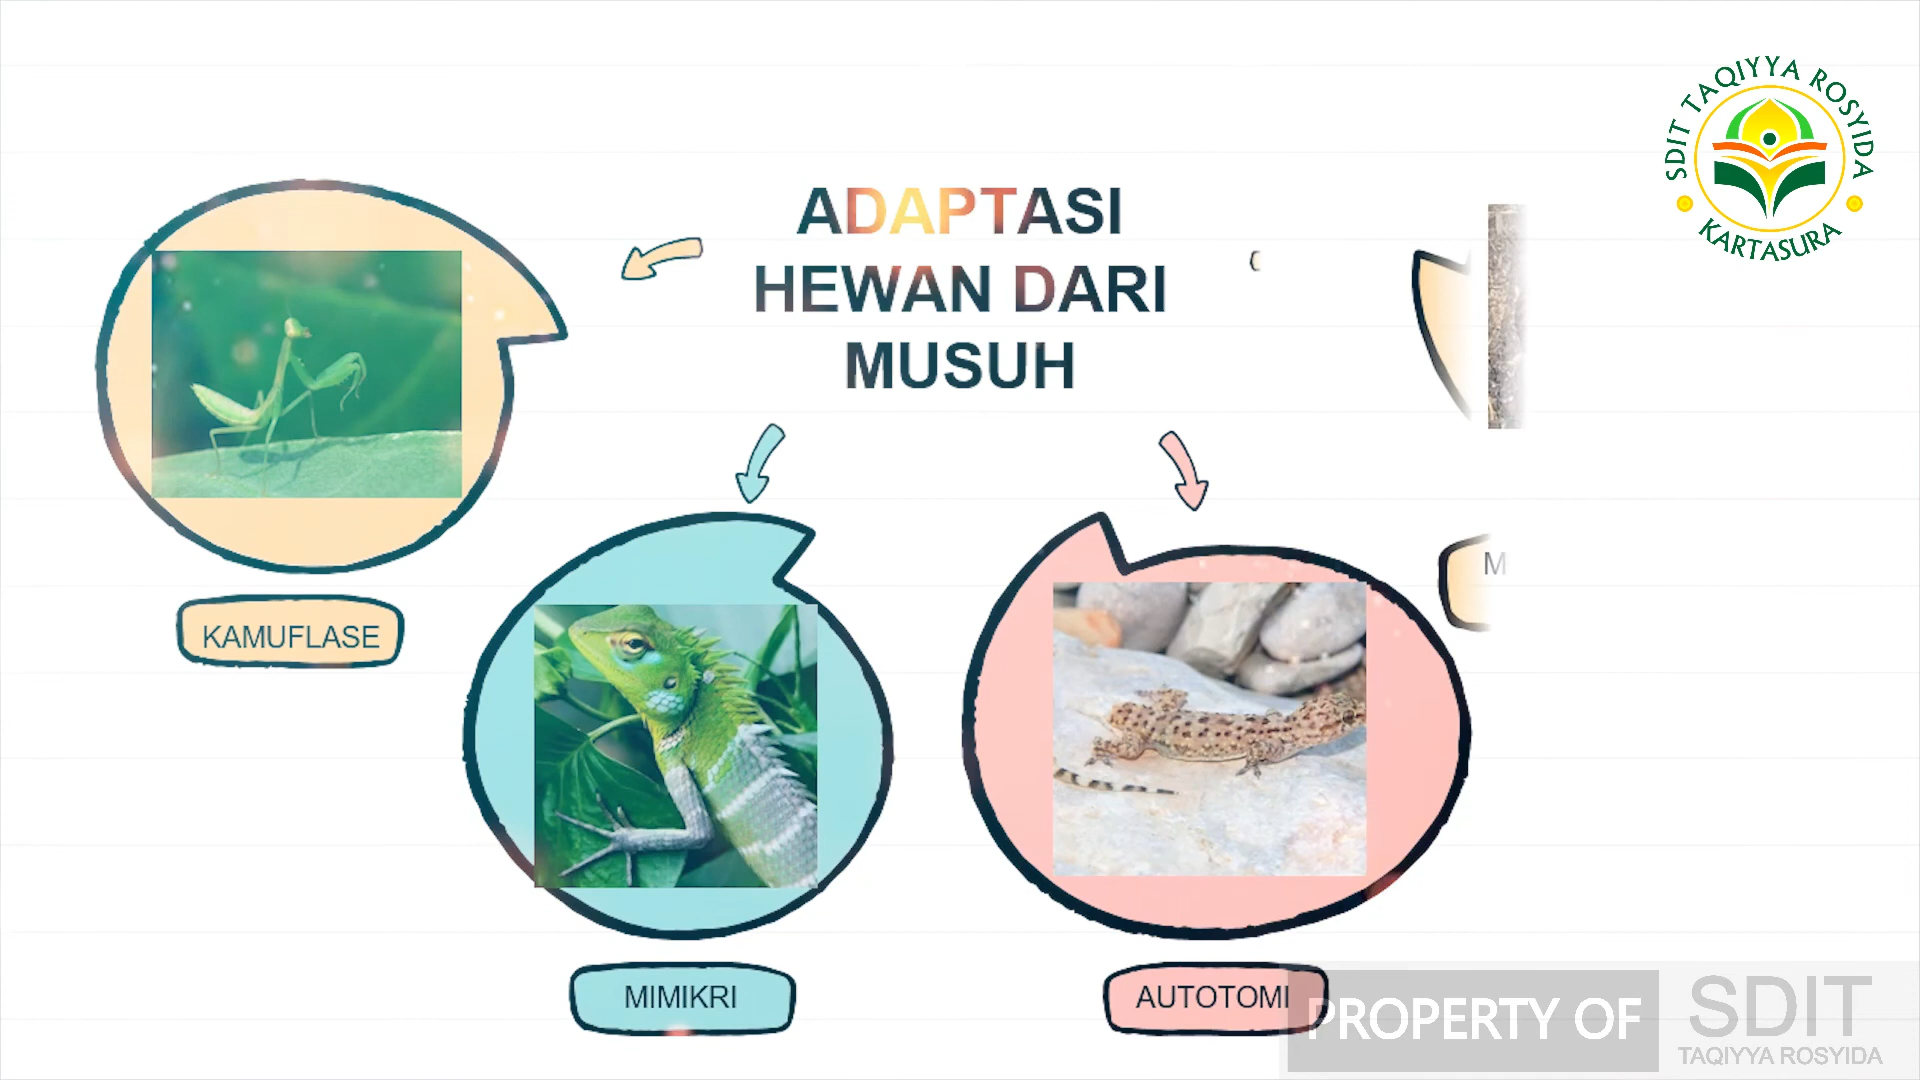 SDIT TAQIYYA ROSYIDA
KARTASURA
ADAPTASI
HEWAN DARI
MUSUH
KAMUFLASE
MIMIKRI
AUTOTOMI
PROPERTY OF
SDIT
TAQIYYA ROSYIDA